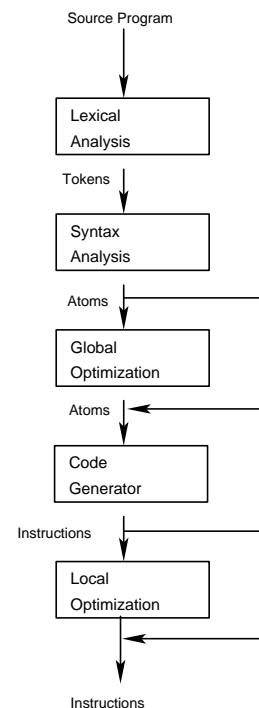 Source Program
Lexical
Analysis
Tokens
Syntax
Analysis
Atoms
Global
Optimization
Atoms
Code
Generator
Instructions
Local
Optimization
Instructions